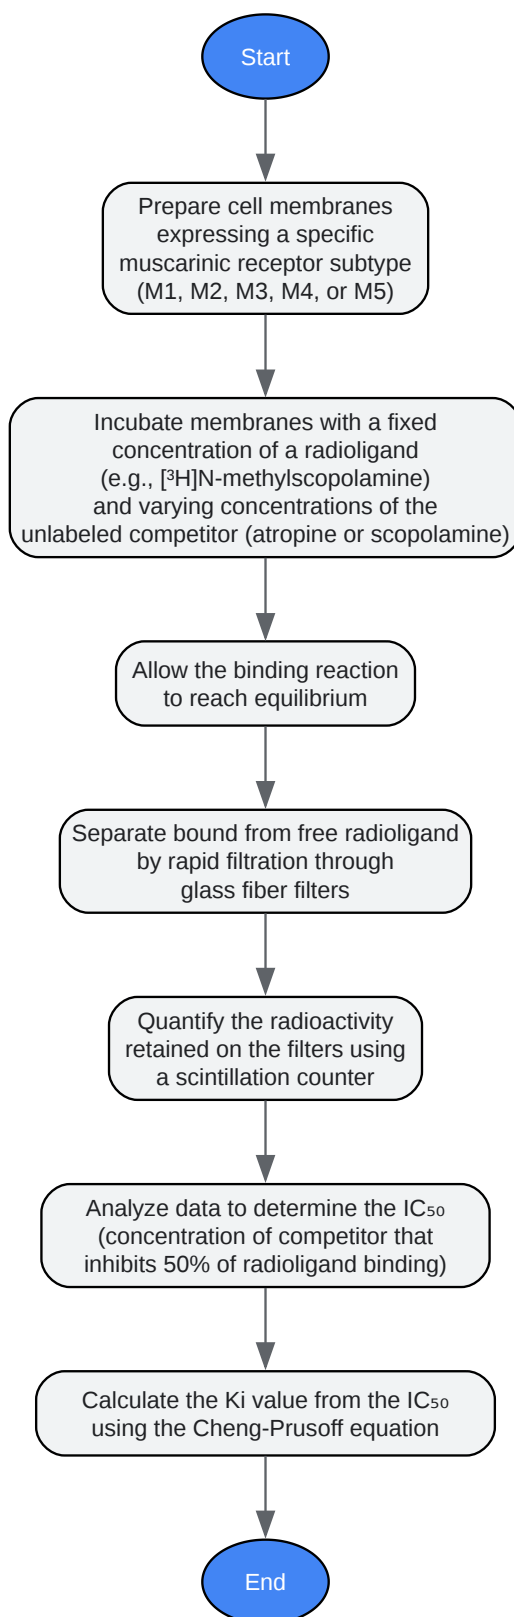 Start
Prepare cell membranes
expressing a specific
muscarinic receptor subtype
(M1, M2, M3, M4, or M5)
Incubate membranes with a fixed
concentration of a radioligand
(e.g., [³H]N-methylscopolamine)
and varying concentrations of the
unlabeled competitor (atropine or scopolamine)
Allow the binding reaction
to reach equilibrium
Separate bound from free radioligand
by rapid filtration through
glass fiber filters
Quantify the radioactivity
retained on the filters using
a scintillation counter
Analyze data to determine the IC₅₀
(concentration of competitor that
inhibits 50% of radioligand binding)
Calculate the Ki value from the IC₅₀
using the Cheng-Prusoff equation
End